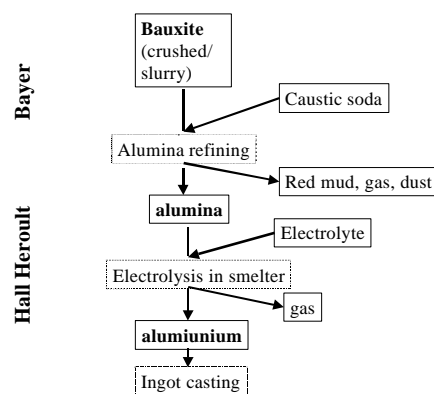 Bayer
Bauxite
(crushed/
slurry)
Caustic soda
Alumina refining
Red mud, gas, dust
alumina
Hall Heroult
Electrolyte
Electrolysis in smelter
gas
alumiunium
Ingot casting